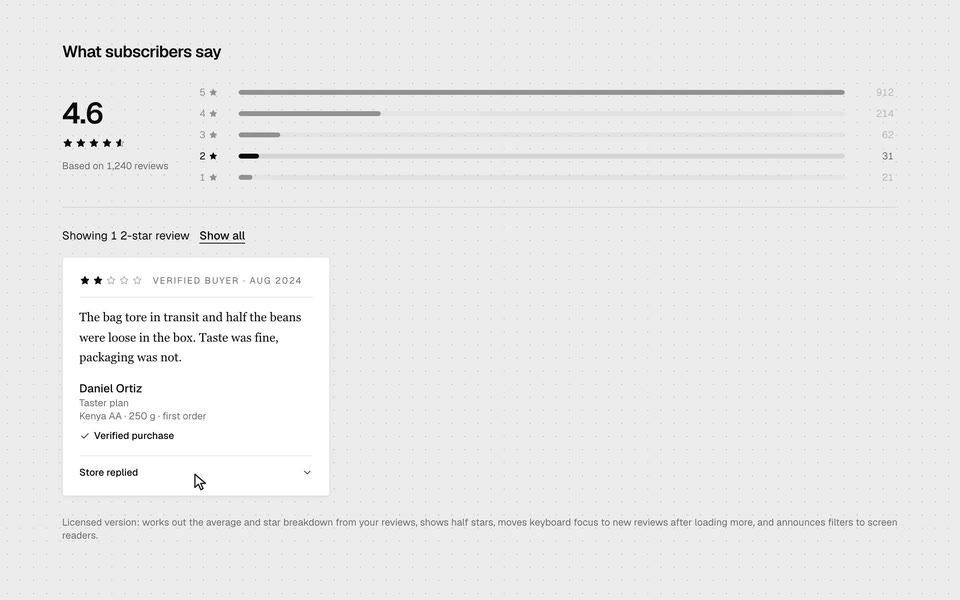 What subscribers say
4.6
Based on 1,240 reviews
5 ★ 912
4 ★ 214
3 ★ 62
2 ★ 31
1 ★ 21
Showing 1 2-star review Show all
VERIFIED BUYER · AUG 2024
The bag tore in transit and half the beans
were loose in the box. Taste was fine,
packaging was not.
Daniel Ortiz
Taster plan
Kenya AA · 250 g · first order
Verified purchase
Store replied
Licensed version: works out the average and star breakdown from your reviews, shows half stars, moves keyboard focus to new reviews after loading more, and announces filters to screen
readers.